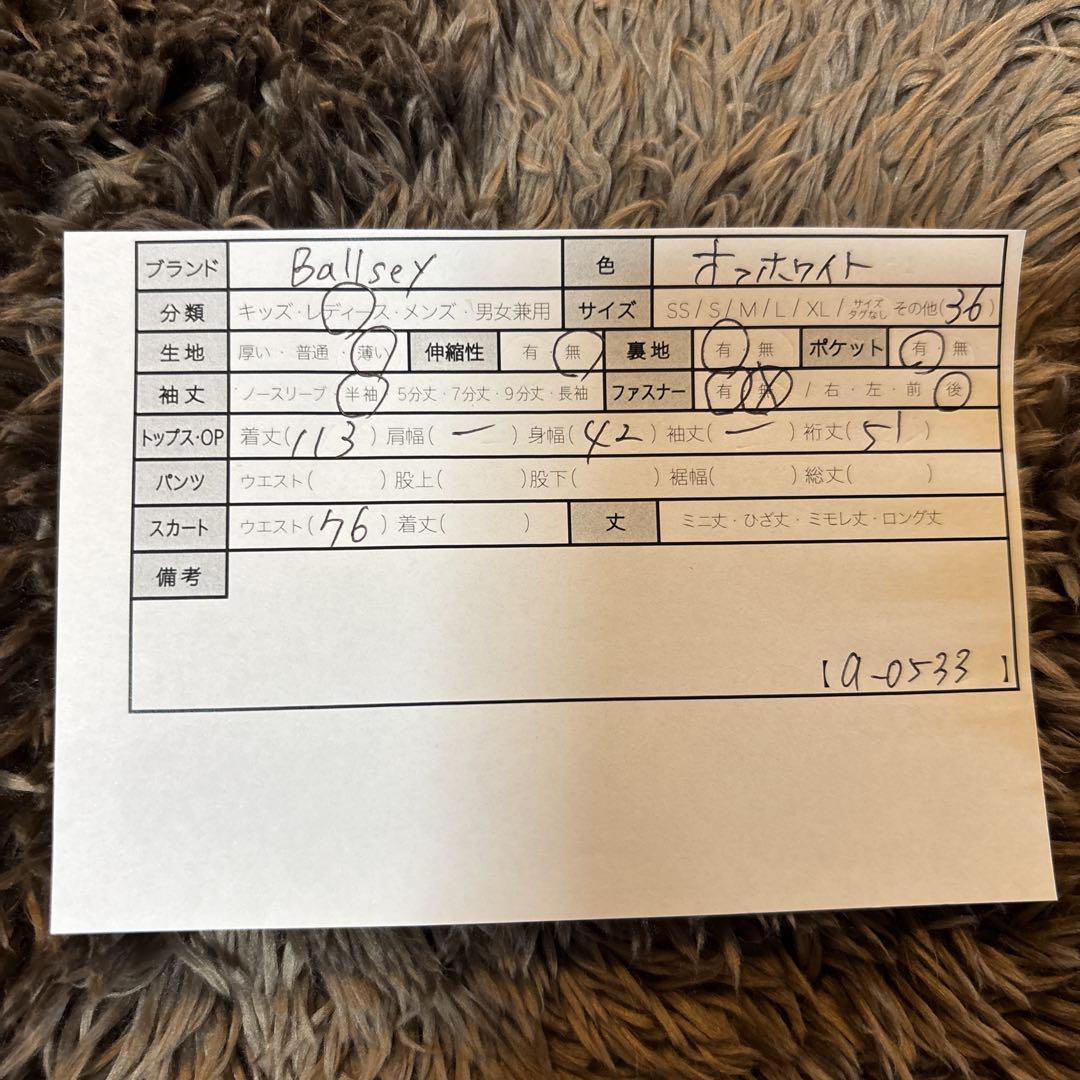 ブランド Ballsey 色 オフホワイト
分類 キッズ・レディース・メンズ・男女兼用 サイズ SS / S / M / L / XL / サイズタグなし その他(36)
生地 厚い・普通・薄い 伸縮性 有 無 裏地 有 無 ポケット 有 無
袖丈 ノースリーブ・半袖・5分丈・7分丈・9分丈・長袖 ファスナー 有 無 / 右・左・前・後
トップス・OP 着丈(113) 肩幅(ー) 身幅(42) 袖丈(ー) 裄丈(51)
パンツ ウエスト( ) 股上( ) 股下( ) 裾幅( ) 総丈( )
スカート ウエスト(76) 着丈( ) 丈 ミニ丈・ひざ丈・ミモレ丈・ロング丈
備考
【a-0533】